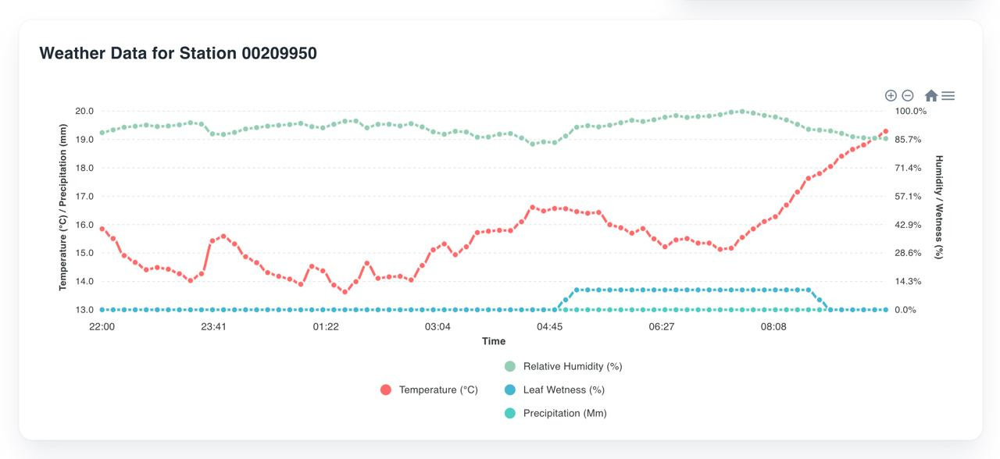 Weather Data for Station 00209950
20.0
19.0
18.0
17.0
16.0
15.0
14.0
13.0
Temperature (°C) / Precipitation (mm)
100.0%
85.7%
71.4%
57.1%
42.9%
28.6%
14.3%
0.0%
Humidity / Wetness (%)
22:00 23:41 01:22 03:04 04:45 06:27 08:08
Time
Temperature (°C)
Relative Humidity (%)
Leaf Wetness (%)
Precipitation (Mm)